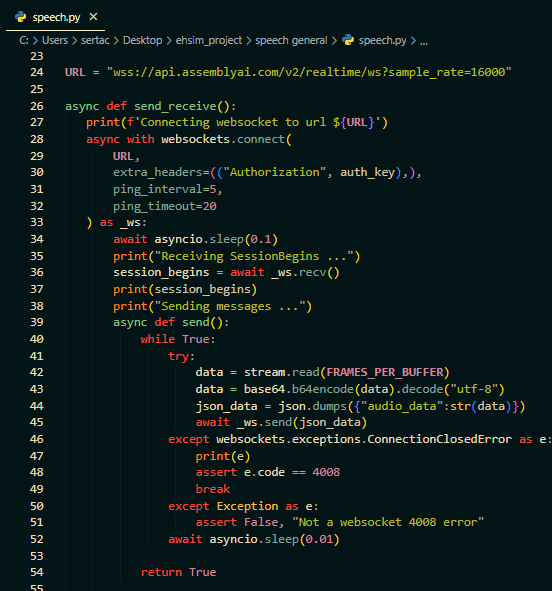 speech.py
C: > Users > sertac > Desktop > ehsim_project > speech general > speech.py > ...
23
24 URL = "wss://api.assemblyai.com/v2/realtime/ws?sample_rate=16000"
25
26 async def send_receive():
27 print(f'Connecting websocket to url ${URL}')
28 async with websockets.connect(
29 URL,
30 extra_headers=(("Authorization", auth_key),),
31 ping_interval=5,
32 ping_timeout=20
33 ) as _ws:
34 await asyncio.sleep(0.1)
35 print("Receiving SessionBegins ...")
36 session_begins = await _ws.recv()
37 print(session_begins)
38 print("Sending messages ...")
39 async def send():
40 while True:
41 try:
42 data = stream.read(FRAMES_PER_BUFFER)
43 data = base64.b64encode(data).decode("utf-8")
44 json_data = json.dumps({"audio_data":str(data)})
45 await _ws.send(json_data)
46 except websockets.exceptions.ConnectionClosedError as e:
47 print(e)
48 assert e.code == 4008
49 break
50 except Exception as e:
51 assert False, "Not a websocket 4008 error"
52 await asyncio.sleep(0.01)
53
54 return True